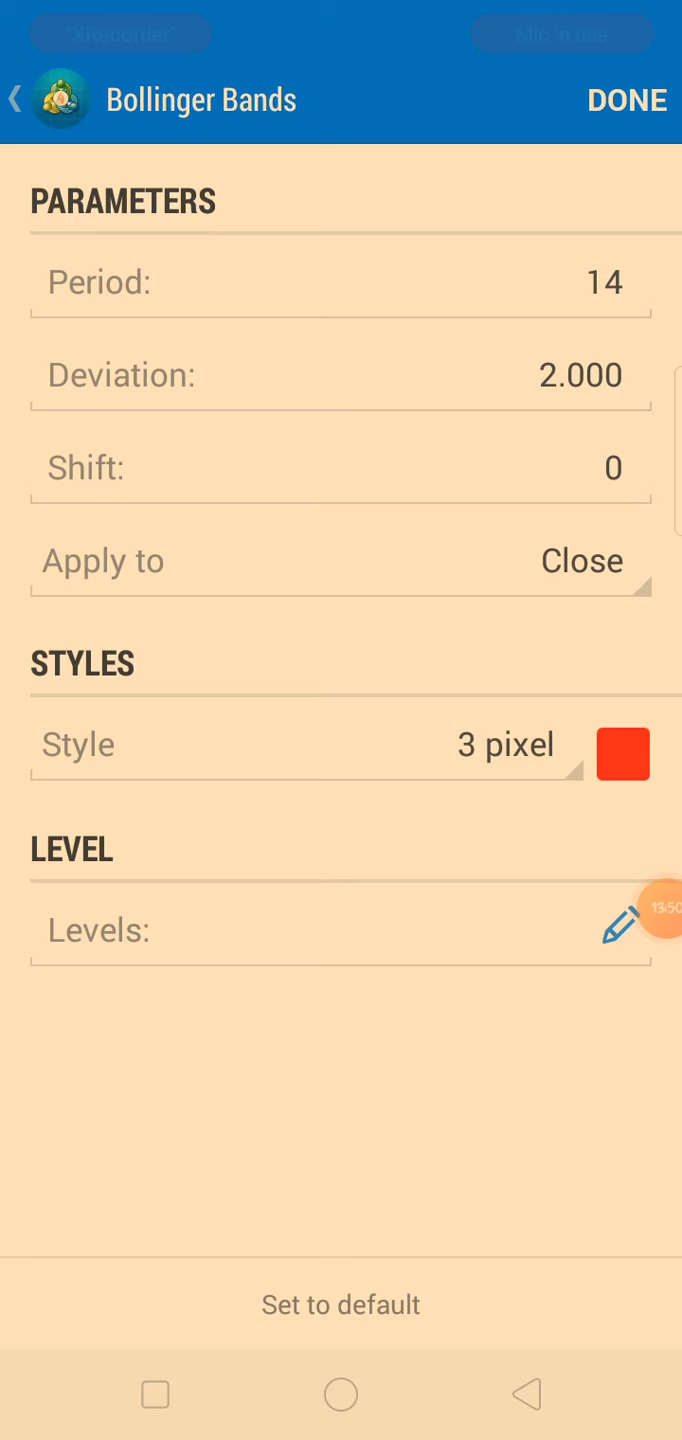 "XRecorder"
Mic in use
Bollinger Bands
DONE
PARAMETERS
Period:
14
Deviation:
2.000
Shift:
0
Apply to
Close
STYLES
Style
3 pixel
LEVEL
Levels:
13:50
Set to default